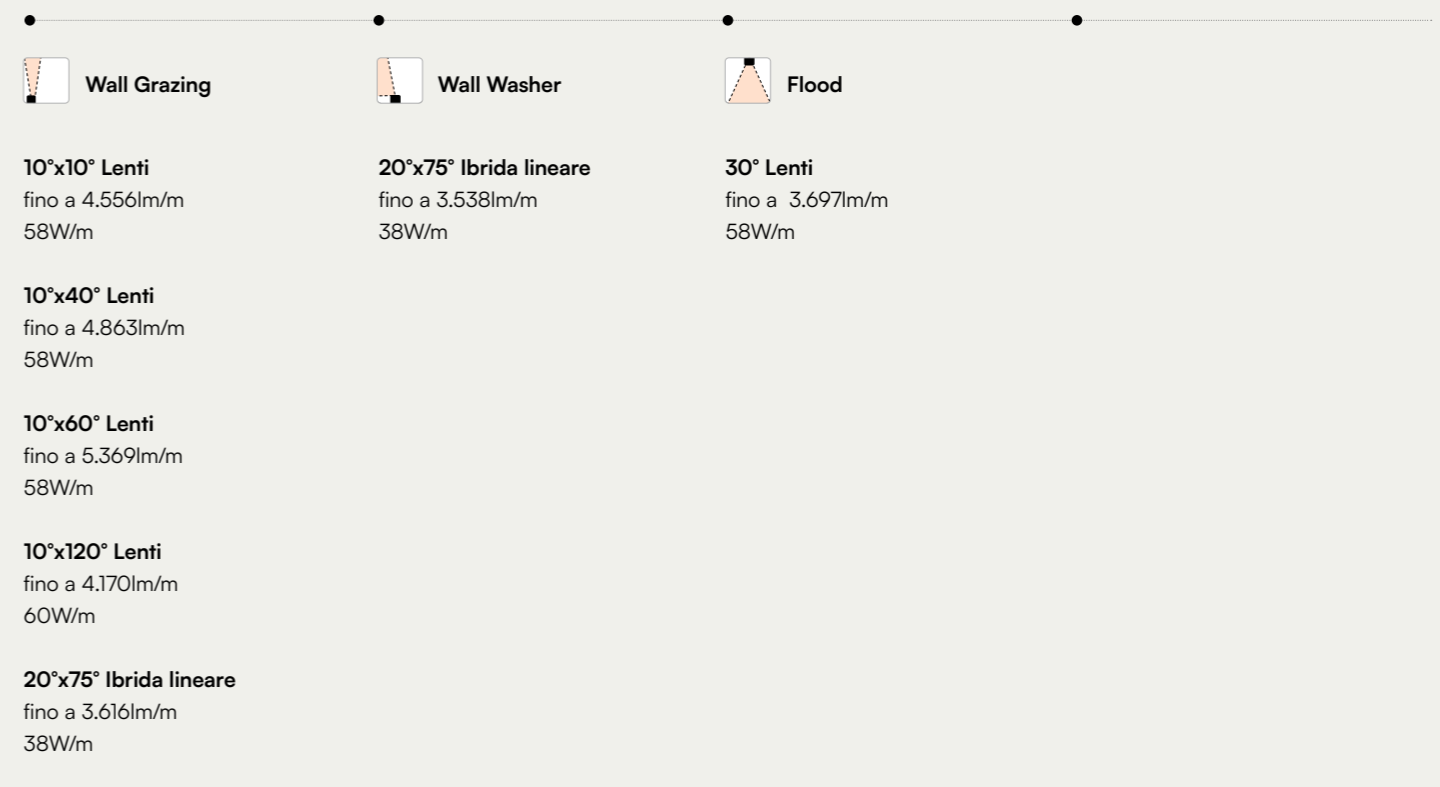 Wall Grazing
10°x10° Lenti
fino a 4.556lm/m
58W/m
10°x40° Lenti
fino a 4.863lm/m
58W/m
10°x60° Lenti
fino a 5.369lm/m
58W/m
10°x120° Lenti
fino a 4.170lm/m
60W/m
20°x75° Ibrida lineare
fino a 3.616lm/m
38W/m
Wall Washer
20°x75° Ibrida lineare
fino a 3.538lm/m
38W/m
Flood
30° Lenti
fino a  3.697lm/m
58W/m